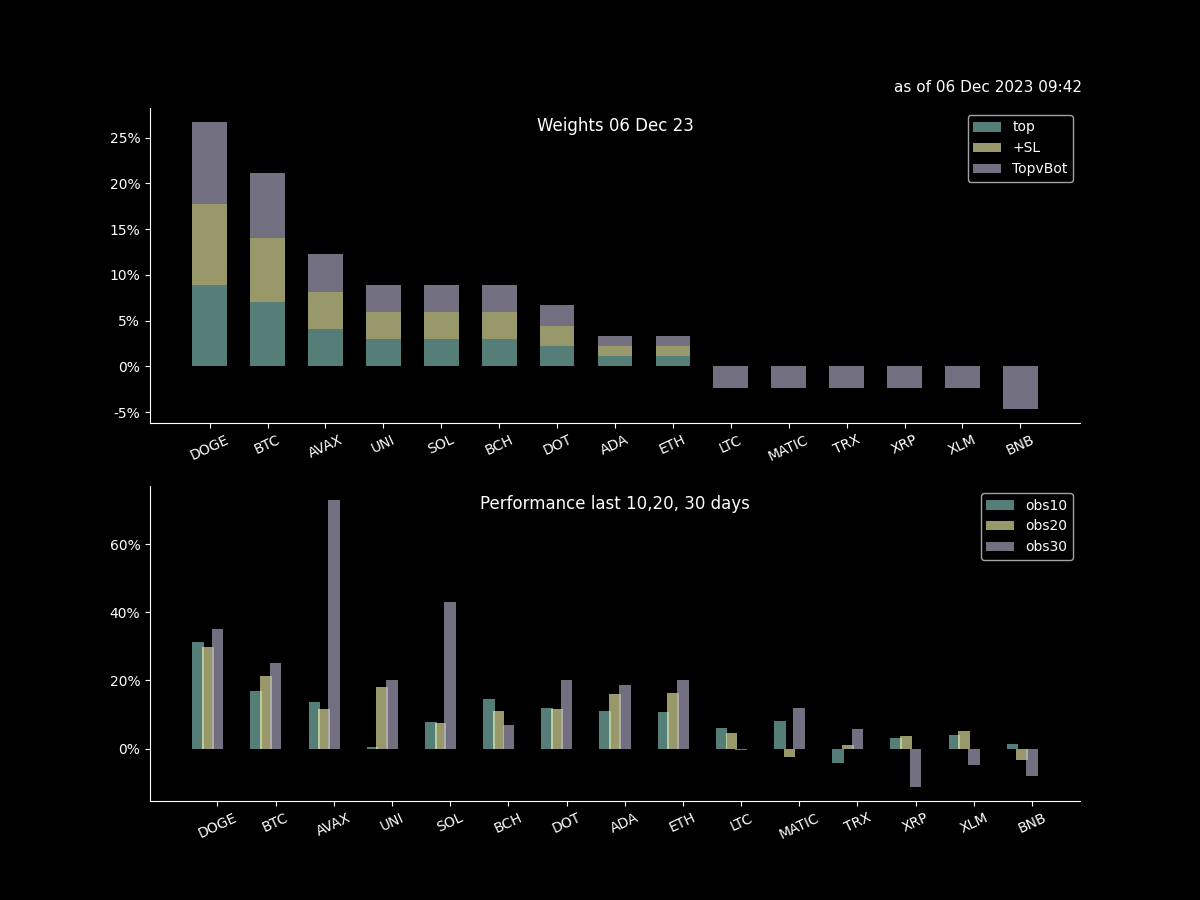 as of 06 Dec 2023 09:42
Weights 06 Dec 23
top
+SL
TopvBot
25%
20%
15%
10%
5%
0%
-5%
DOGE BTC AVAX UNI SOL BCH DOT ADA ETH LTC MATIC TRX XRP XLM BNB
Performance last 10,20, 30 days
obs10
obs20
obs30
60%
40%
20%
0%
DOGE BTC AVAX UNI SOL BCH DOT ADA ETH LTC MATIC TRX XRP XLM BNB